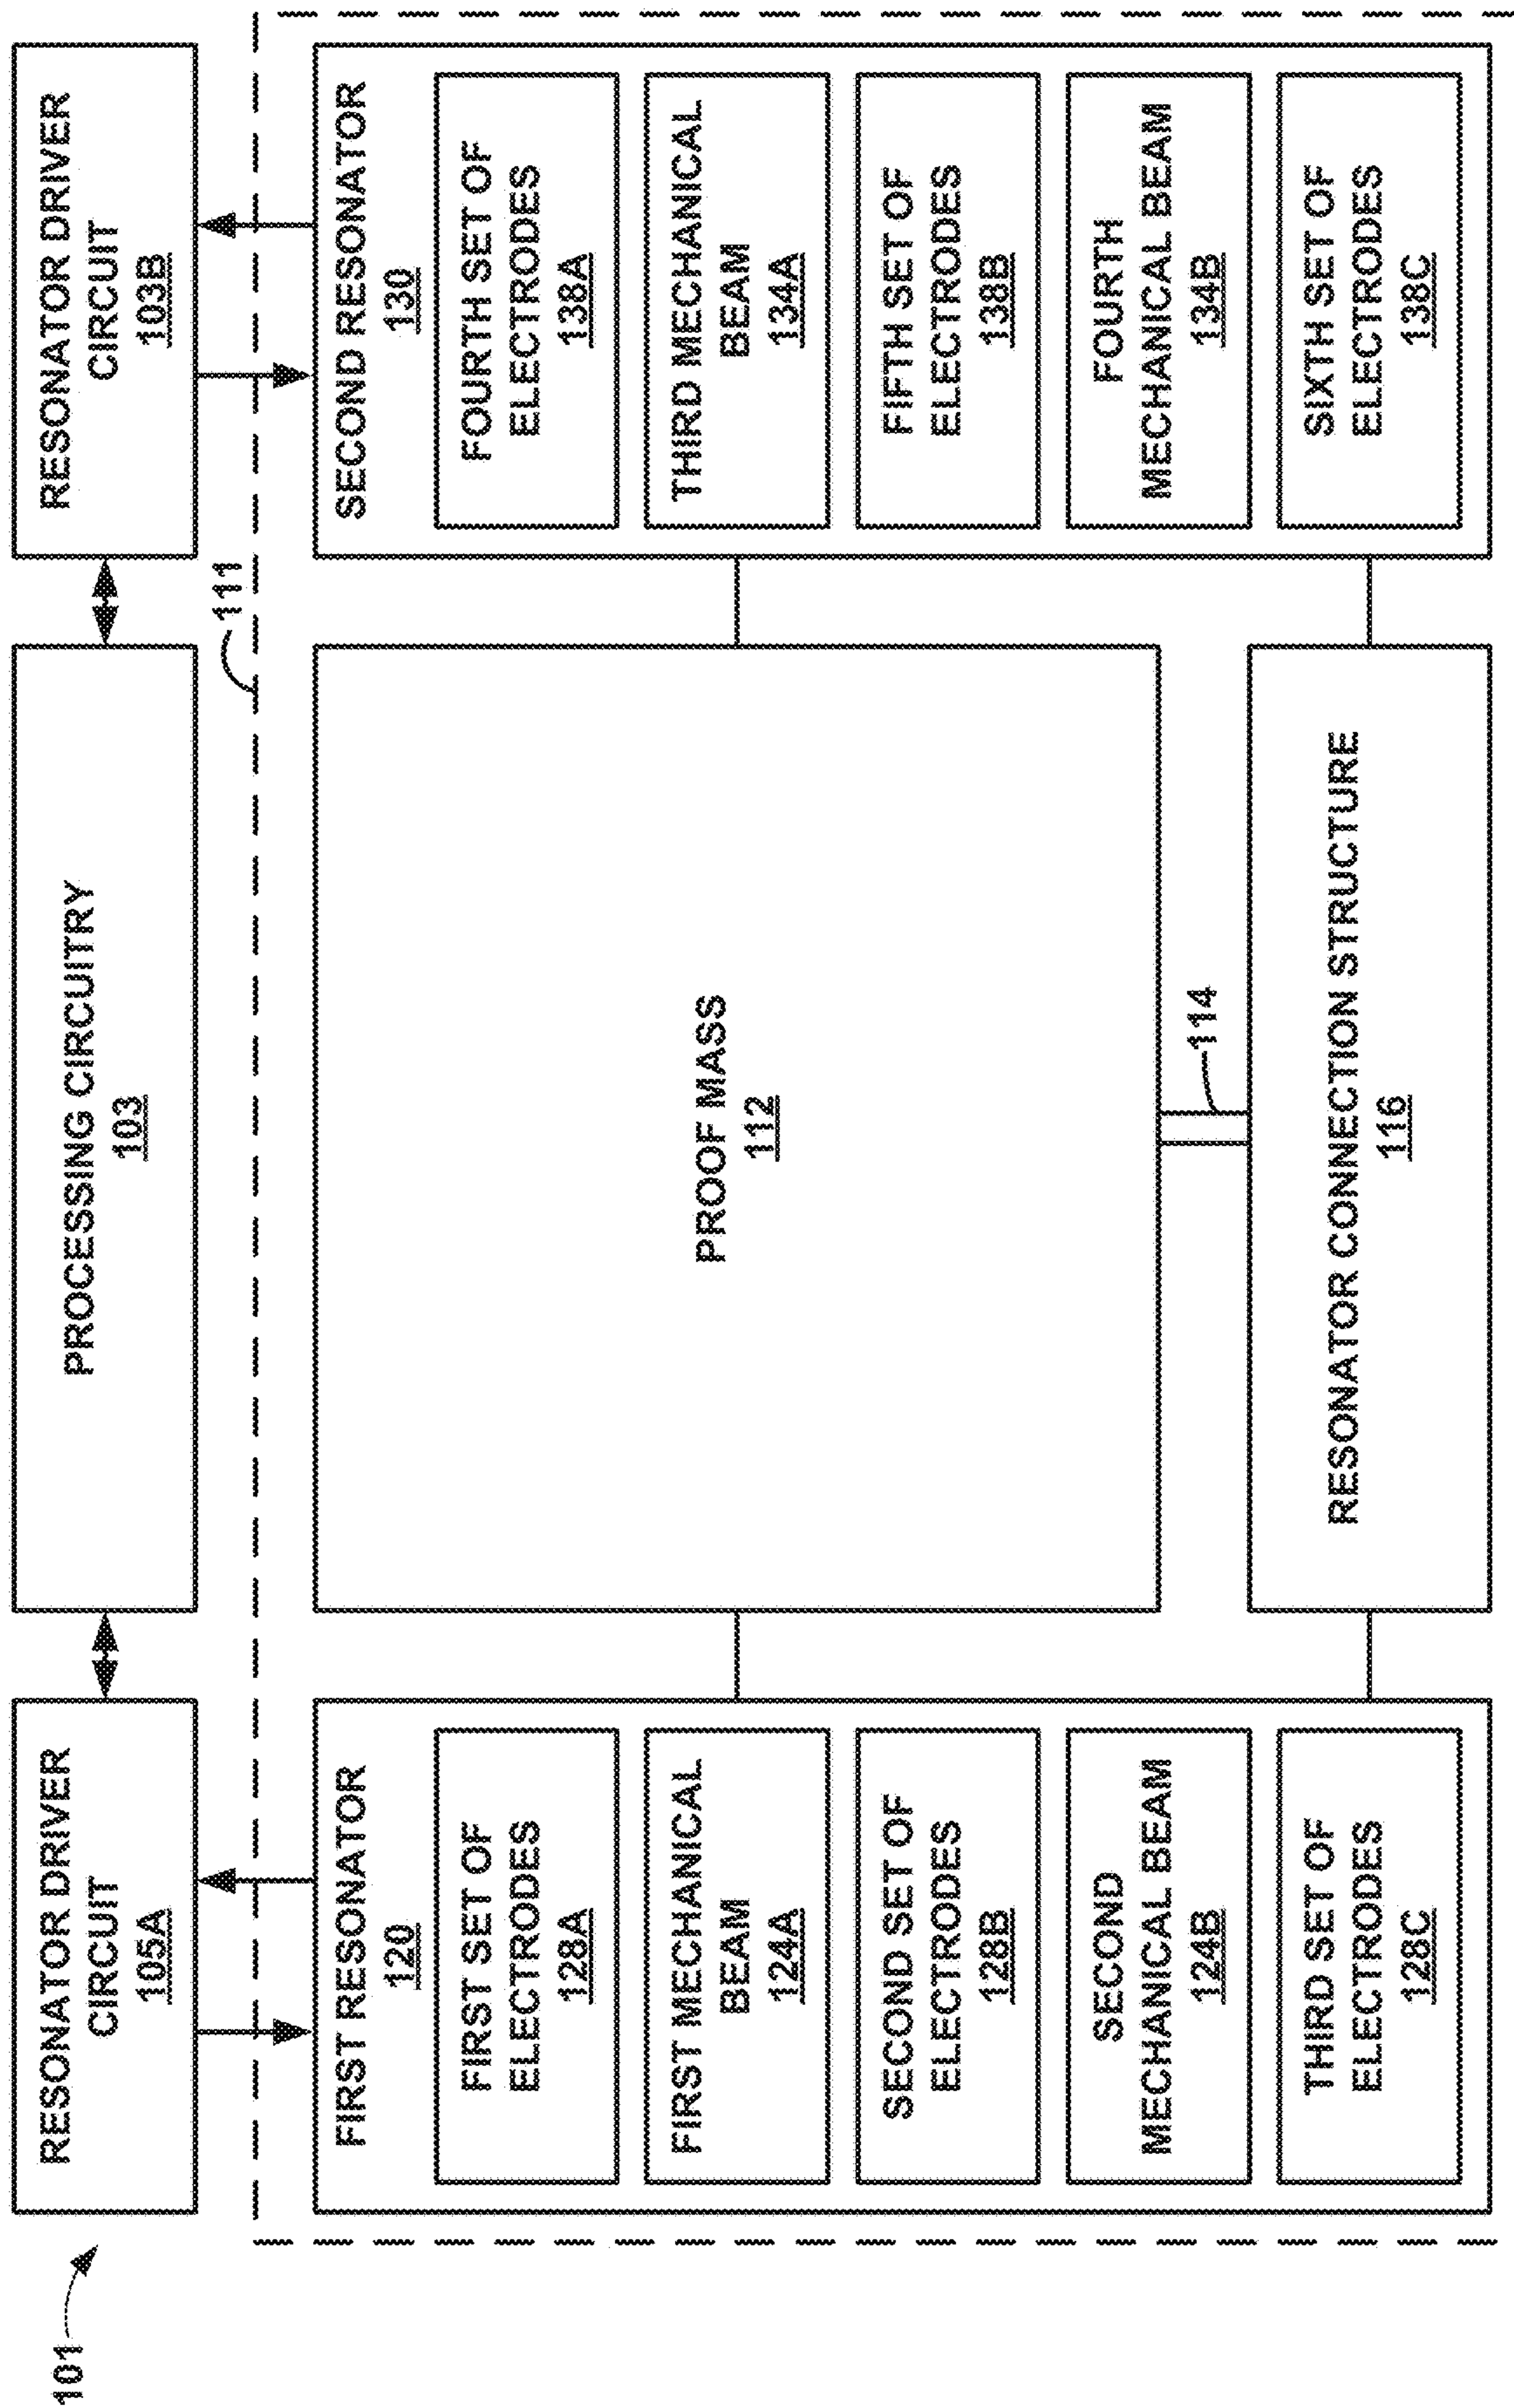 101
RESONATOR DRIVER
CIRCUIT
105A
PROCESSING CIRCUITRY
103
RESONATOR DRIVER
CIRCUIT
103B
111
FIRST RESONATOR
120
FIRST SET OF
ELECTRODES
128A
FIRST MECHANICAL
BEAM
124A
SECOND SET OF
ELECTRODES
128B
SECOND
MECHANICAL BEAM
124B
THIRD SET OF
ELECTRODES
128C
PROOF MASS
112
114
RESONATOR CONNECTION STRUCTURE
116
SECOND RESONATOR
130
FOURTH SET OF
ELECTRODES
138A
THIRD MECHANICAL
BEAM
134A
FIFTH SET OF
ELECTRODES
138B
FOURTH
MECHANICAL BEAM
134B
SIXTH SET OF
ELECTRODES
138C